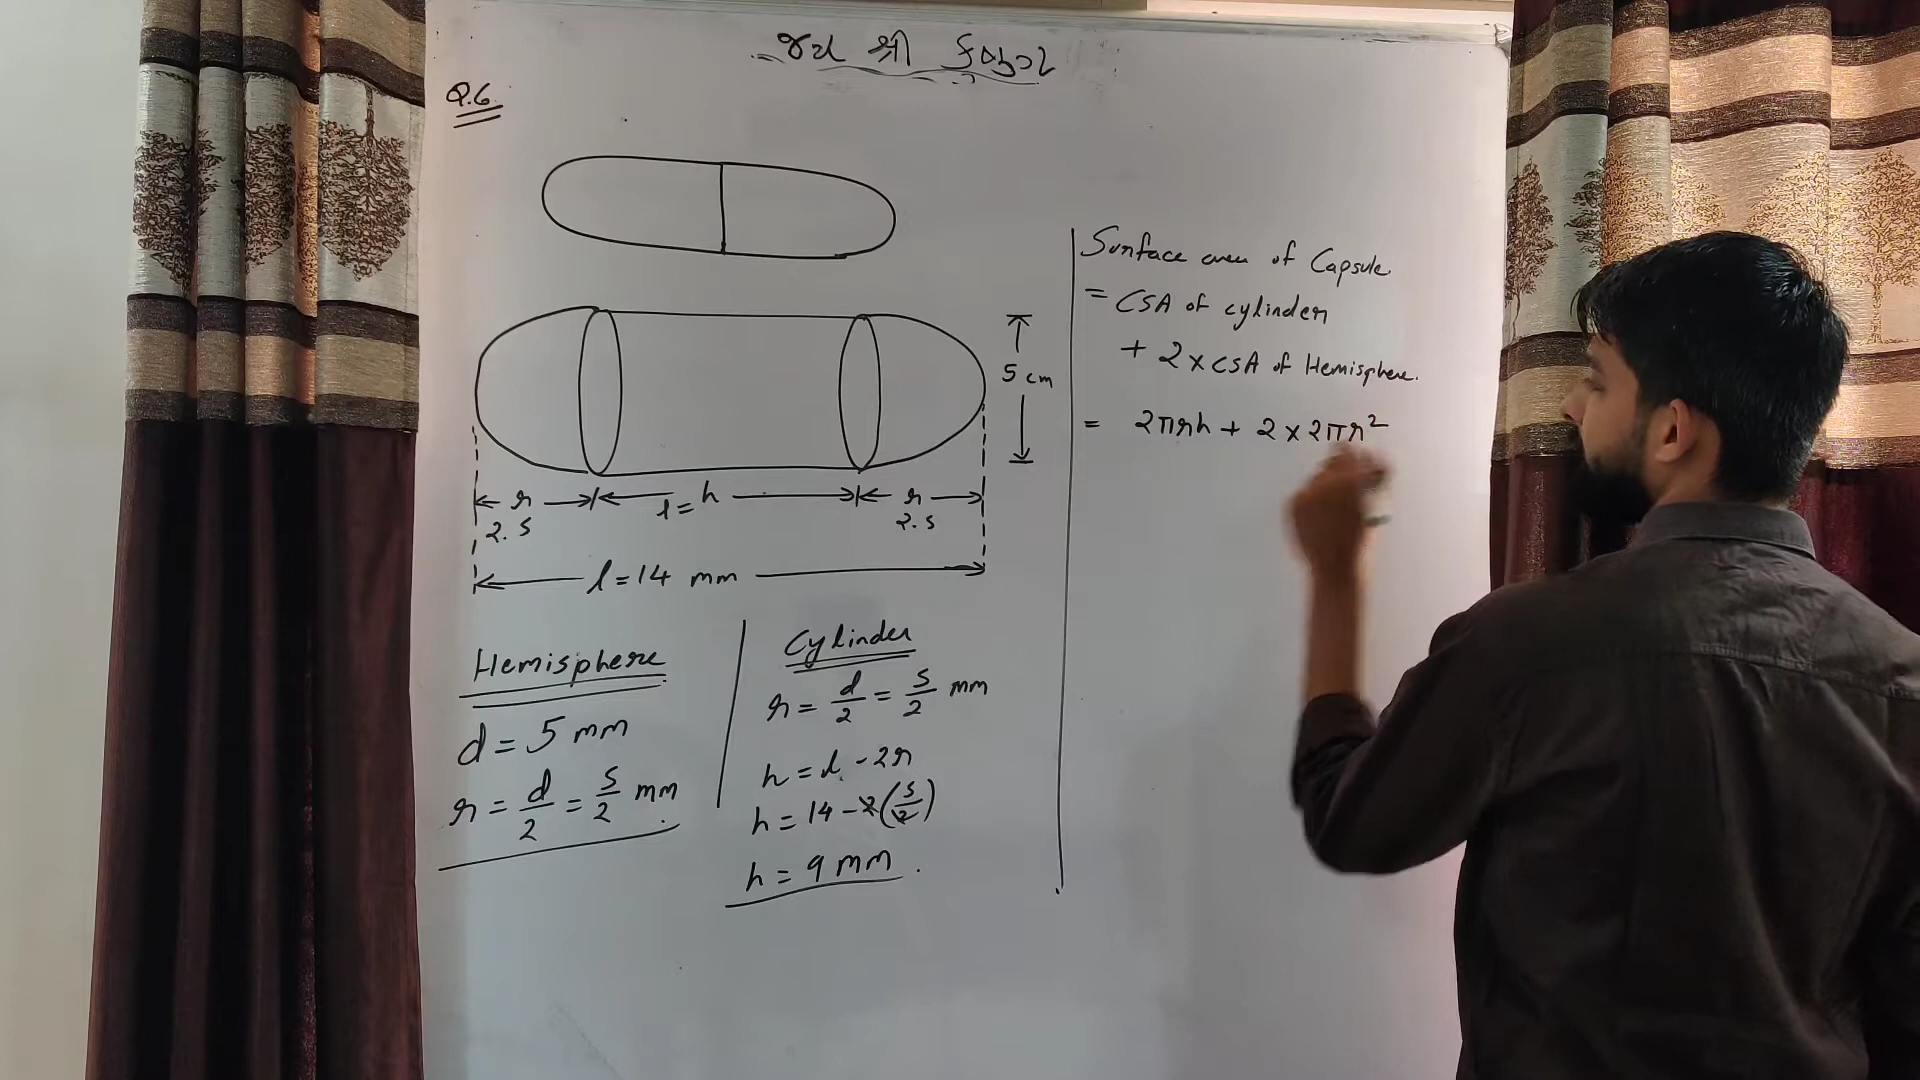 જય શ્રી
Q.6.
5 cm
r
l = h
r
2.5
2.5
l = 14 mm
Hemisphere
d = 5 mm
r = d/2 = 5/2 mm
Cylinder
r = d/2 = 5/2 mm
h = l - 2r
h = 14 - 2(5/2)
h = 9 mm.
Surface area of Capsule
= CSA of cylinder
+ 2 x CSA of Hemisphere.
= 2πrh + 2 x 2πr²